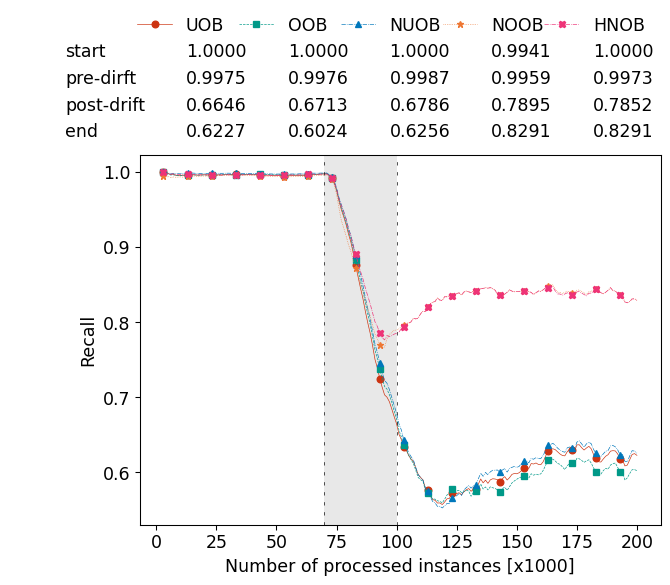 UOB OOB NUOB NOOB HNOB
start 1.0000 1.0000 1.0000 0.9941 1.0000
pre-dirft 0.9975 0.9976 0.9987 0.9959 0.9973
post-drift 0.6646 0.6713 0.6786 0.7895 0.7852
end 0.6227 0.6024 0.6256 0.8291 0.8291
1.0
0.9
0.8
0.7
0.6
Recall
0 25 50 75 100 125 150 175 200
Number of processed instances [x1000]